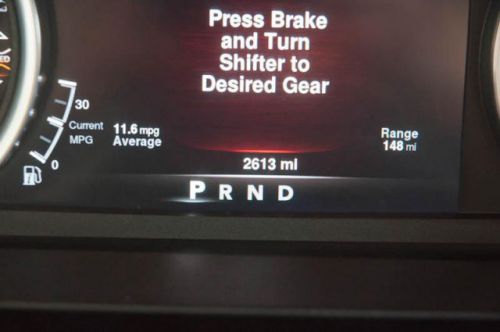 Press Brake
and Turn
Shifter to
Desired Gear
30
Current
MPG
0
11.6 mpg
Average
Range
148 mi
2613 mi
P R N D